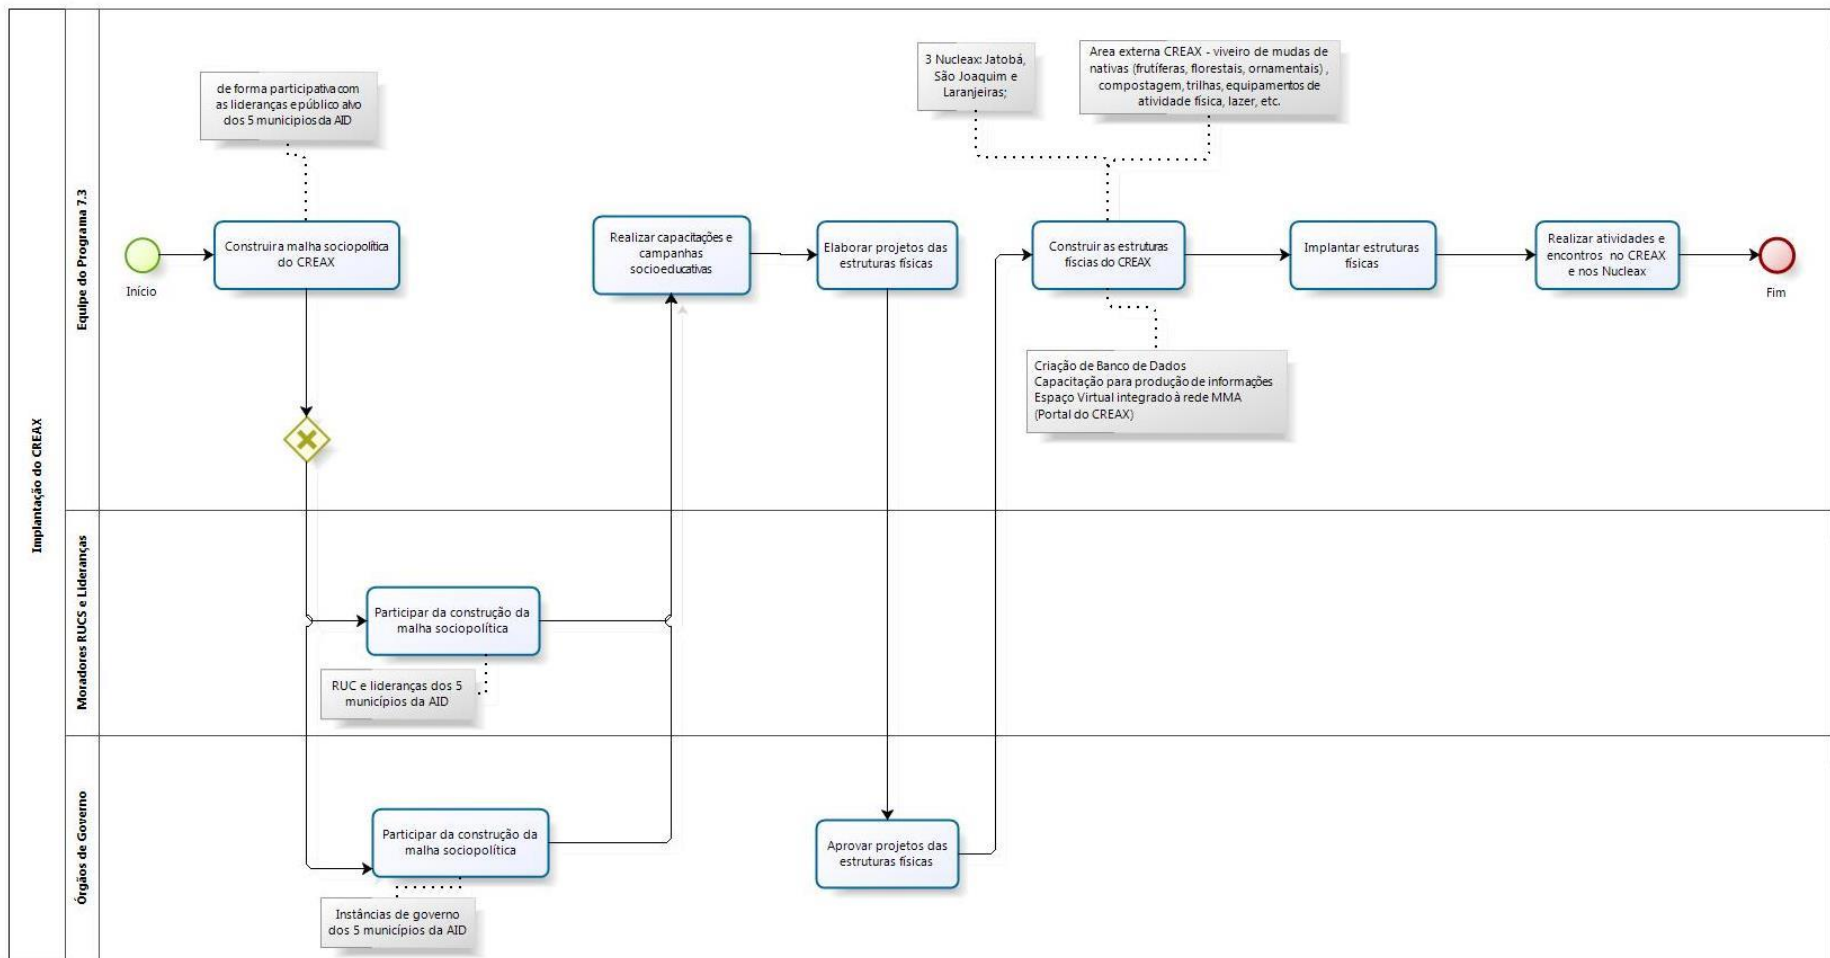 Implantação do CREAX
Equipe do Programa 7.3
de forma participativa com
as lideranças e público alvo
dos 5 municipios da AID
3 Nucleax: Jatobá,
São Joaquim e
Laranjeiras;
Area externa CREAX - viveiro de mudas de
nativas (frutíferas, florestais, ornamentais) ,
compostagem, trilhas, equipamentos de
atividade física, lazer, etc.
Início
Construir a malha sociopolítica
do CREAX
Realizar capacitações e
campanhas
socioeducativas
Elaborar projetos das
estruturas físicas
Construir as estruturas
físcias do CREAX
Implantar estruturas
físicas
Realizar atividades e
encontros no CREAX
e nos Nucleax
Fim
Criação de Banco de Dados
Capacitação para produção de informações
Espaço Virtual integrado à rede MMA
(Portal do CREAX)
Moradores RUCS e Lideranças
Participar da construção da
malha sociopolítica
RUC e lideranças dos 5
municípios da AID
Órgãos de Governo
Participar da construção da
malha sociopolítica
Instâncias de governo
dos 5 municípios da AID
Aprovar projetos das
estruturas físicas